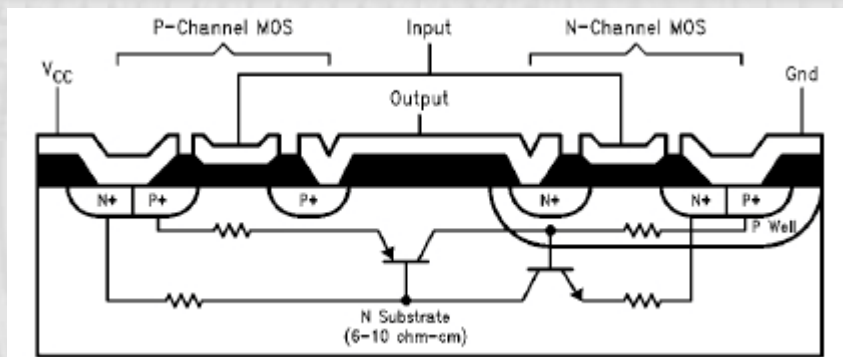 P-Channel MOS Input N-Channel MOS
VCC Output Gnd
N+ P+ P+ N+ N+ P+
P Well
N Substrate
(6-10 ohm-cm)